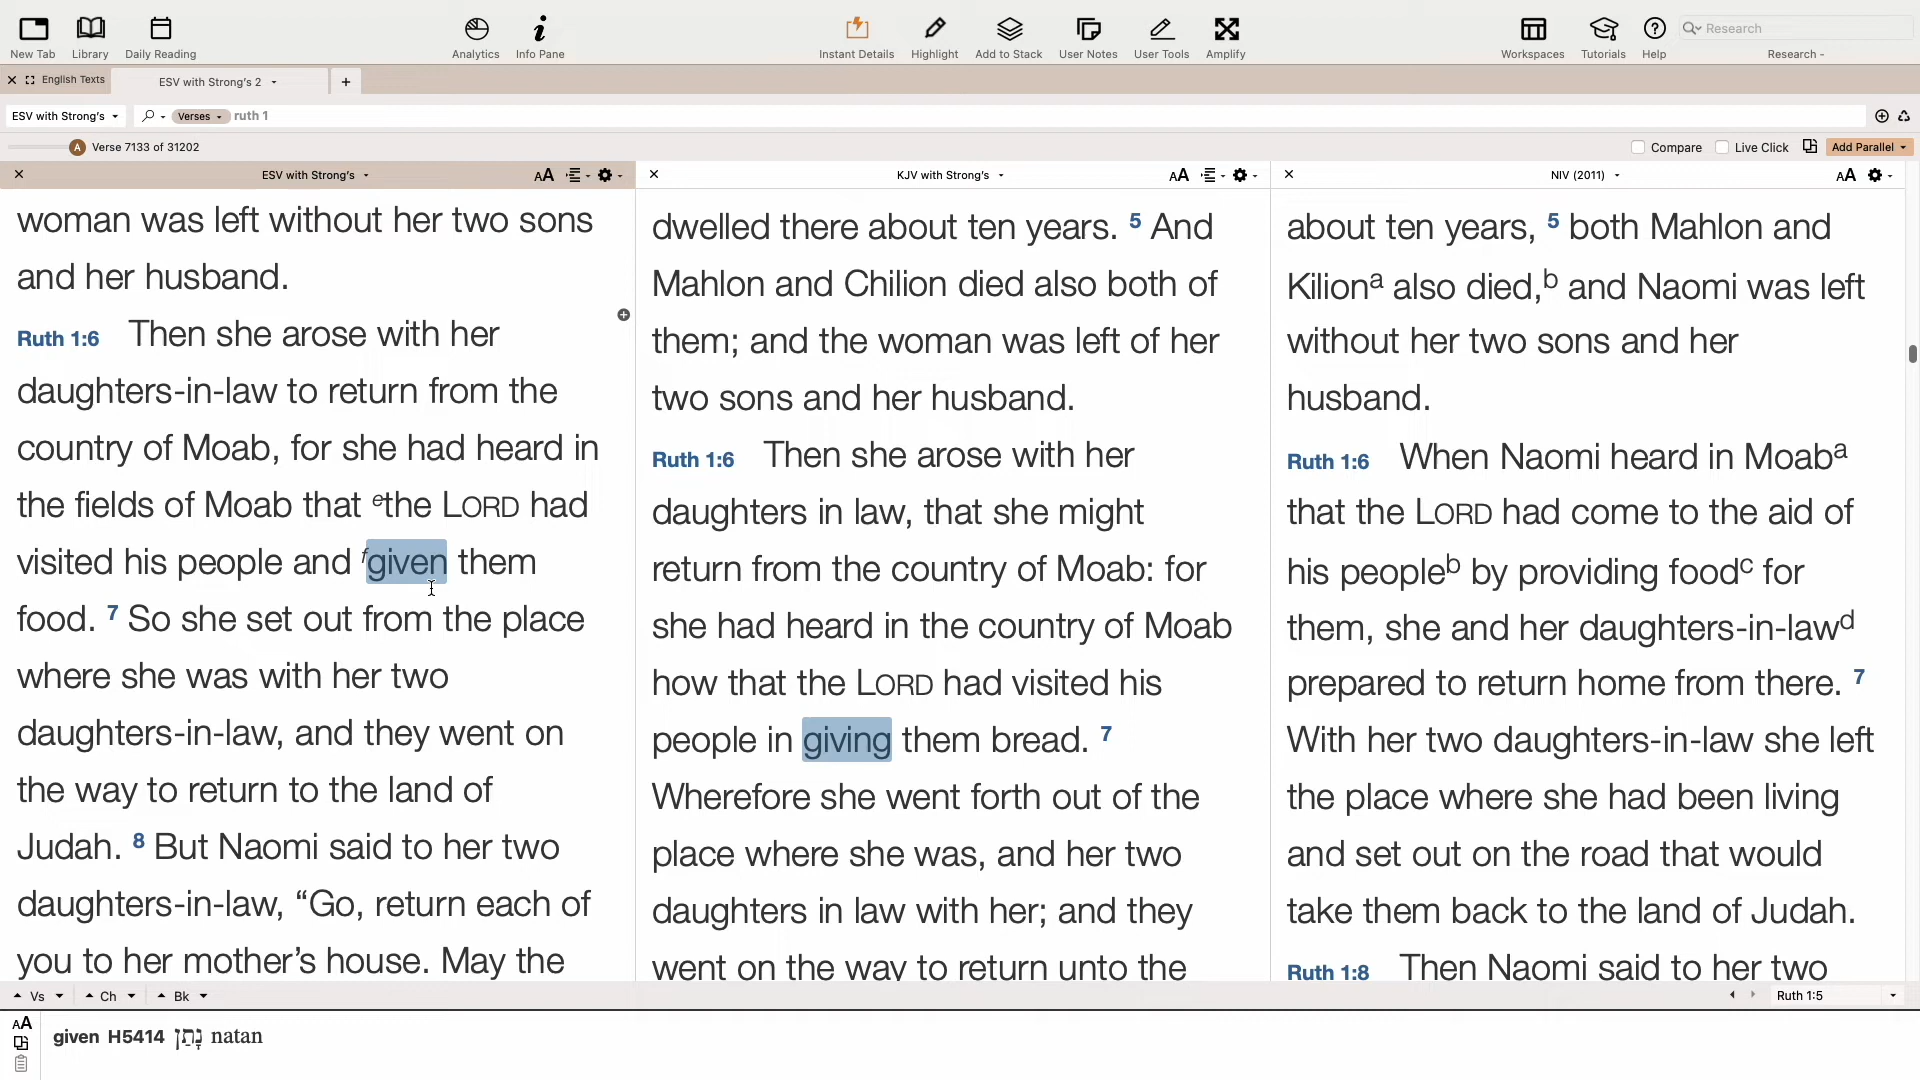 New Tab
Library
Daily Reading
Analytics
Info Pane
Instant Details
Highlight
Add to Stack
User Notes
User Tools
Amplify
Workspaces
Tutorials
Help
Research
Research
English Texts
ESV with Strong's 2
ESV with Strong's
Verses
ruth 1
A Verse 7133 of 31202
Compare
Live Click
Add Parallel
ESV with Strong's
AA
woman was left without her two sons
and her husband.
Ruth 1:6 Then she arose with her
daughters-in-law to return from the
country of Moab, for she had heard in
the fields of Moab that ethe LORD had
visited his people and fgiven them
food. 7 So she set out from the place
where she was with her two
daughters-in-law, and they went on
the way to return to the land of
Judah. 8 But Naomi said to her two
daughters-in-law, “Go, return each of
you to her mother’s house. May the
KJV with Strong's
AA
dwelled there about ten years. 5 And
Mahlon and Chilion died also both of
them; and the woman was left of her
two sons and her husband.
Ruth 1:6 Then she arose with her
daughters in law, that she might
return from the country of Moab: for
she had heard in the country of Moab
how that the LORD had visited his
people in giving them bread. 7
Wherefore she went forth out of the
place where she was, and her two
daughters in law with her; and they
went on the way to return unto the
NIV (2011)
AA
about ten years, 5 both Mahlon and
Kiliona also died,b and Naomi was left
without her two sons and her
husband.
Ruth 1:6 When Naomi heard in Moaba
that the LORD had come to the aid of
his peopleb by providing foodc for
them, she and her daughters-in-lawd
prepared to return home from there. 7
With her two daughters-in-law she left
the place where she had been living
and set out on the road that would
take them back to the land of Judah.
Ruth 1:8 Then Naomi said to her two
Vs
Ch
Bk
Ruth 1:5
AA
given H5414 נָתַן natan